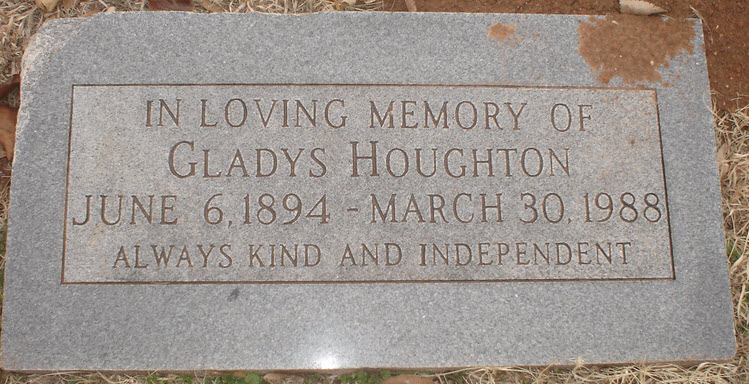 IN LOVING MEMORY OF
GLADYS HOUGHTON
JUNE 6, 1894 - MARCH 30, 1988
ALWAYS KIND AND INDEPENDENT